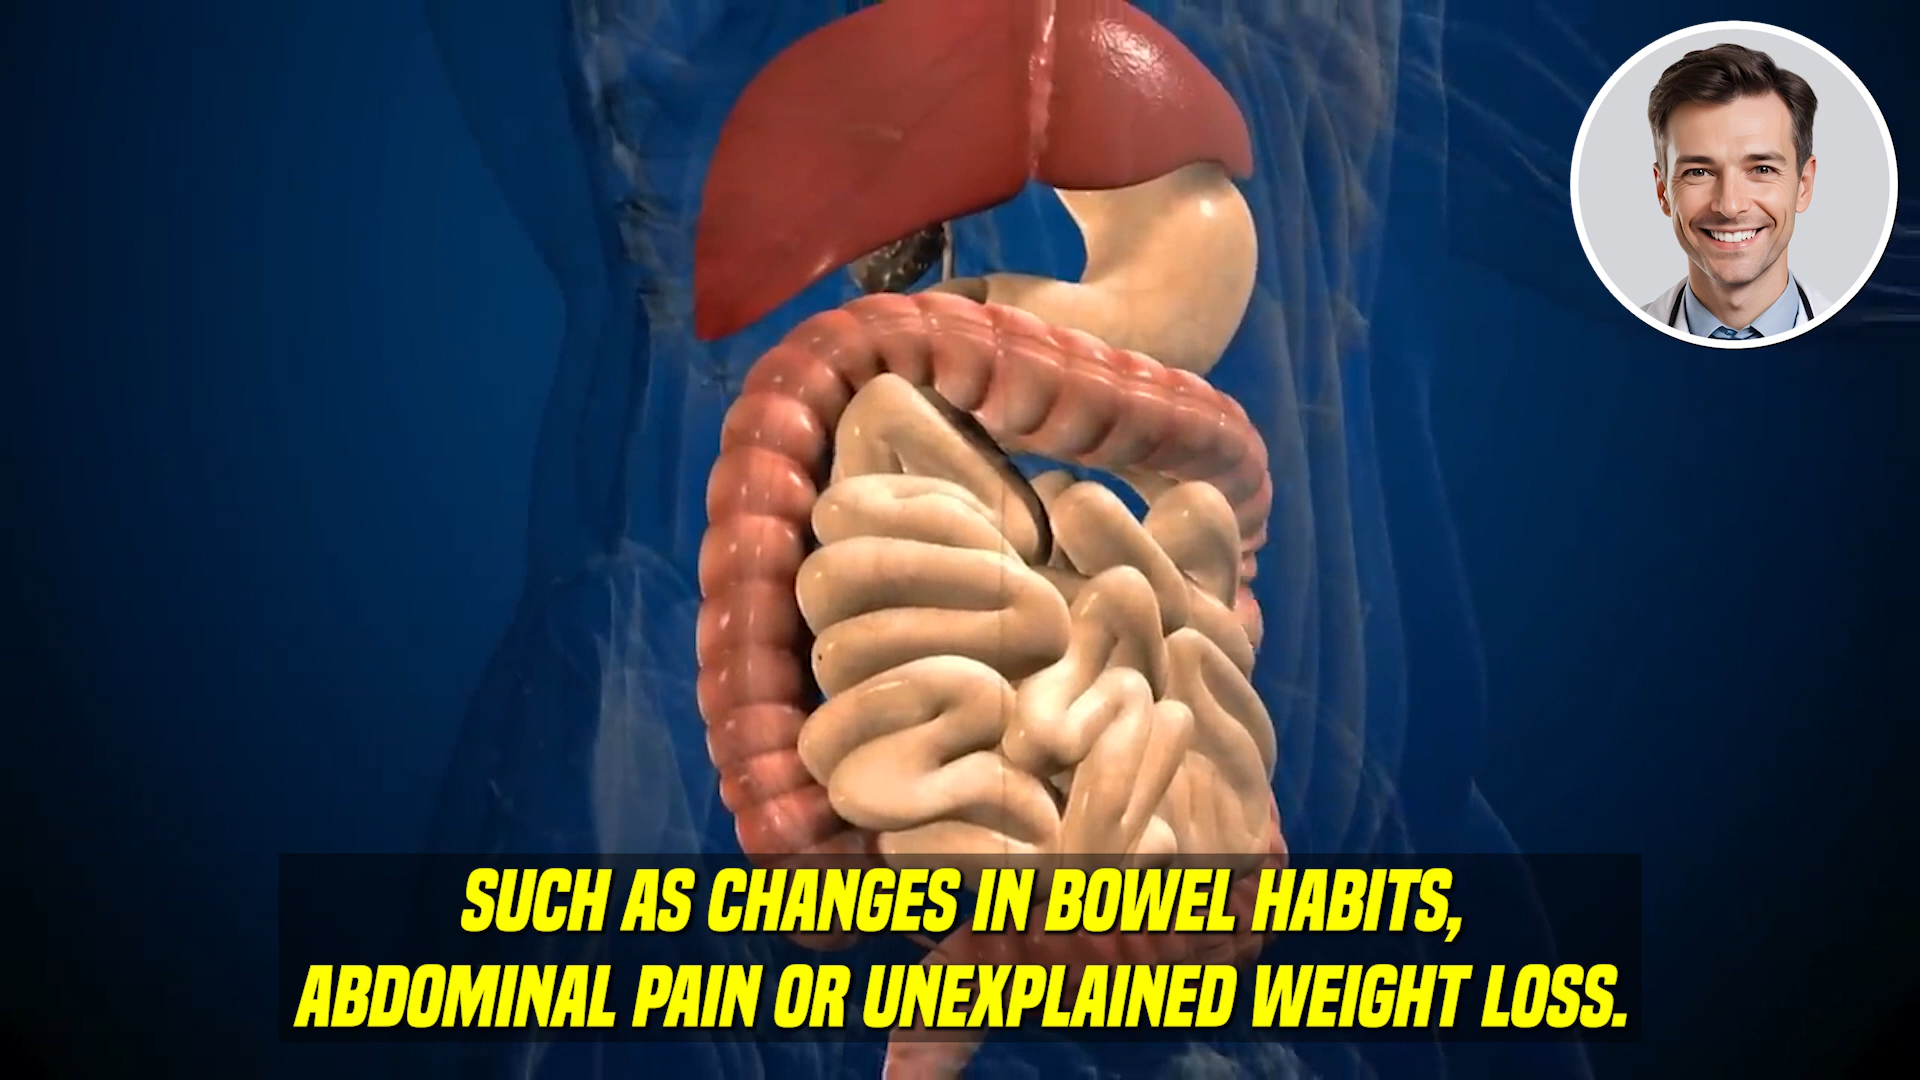 SUCH AS CHANGES IN BOWEL HABITS,
ABDOMINAL PAIN OR UNEXPLAINED WEIGHT LOSS.